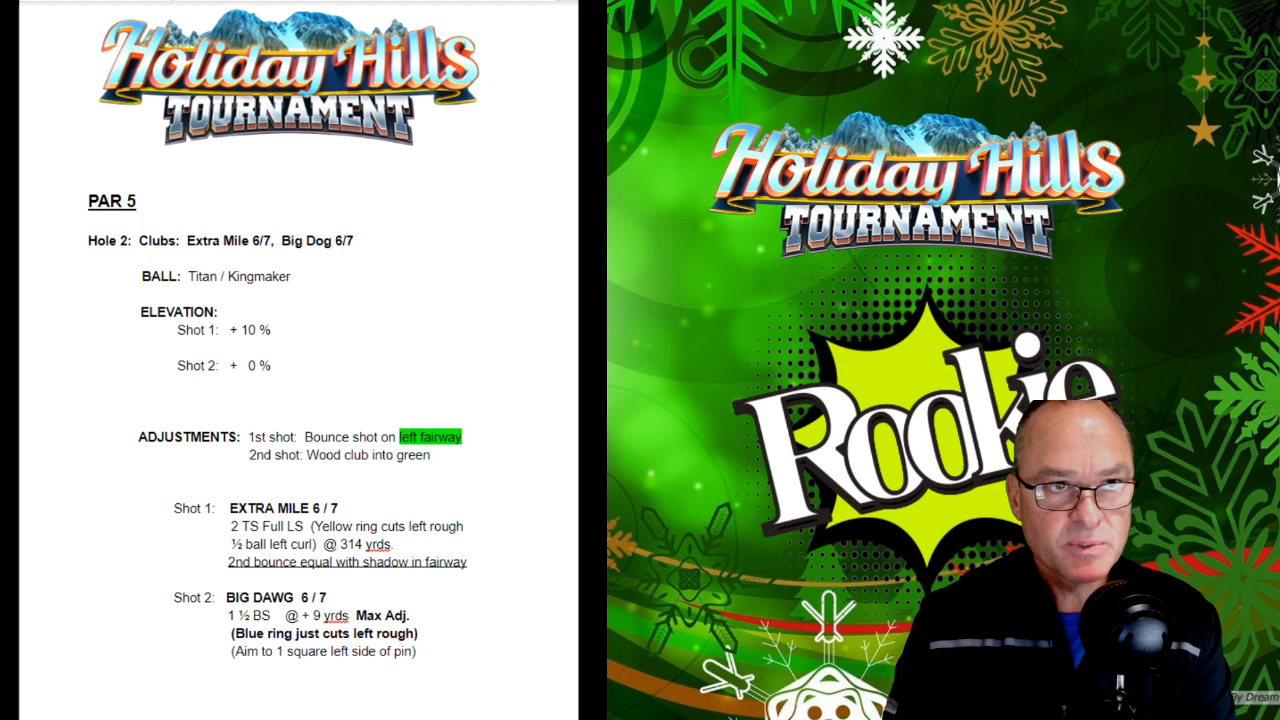 Holiday Hills
TOURNAMENT
PAR 5
Hole 2: Clubs: Extra Mile 6/7, Big Dog 6/7
BALL: Titan / Kingmaker
ELEVATION:
Shot 1: + 10 %
Shot 2: + 0 %
ADJUSTMENTS: 1st shot: Bounce shot on left fairway
2nd shot: Wood club into green
Shot 1: EXTRA MILE 6 / 7
2 TS Full LS (Yellow ring cuts left rough
½ ball left curl) @ 314 yrds.
2nd bounce equal with shadow in fairway
Shot 2: BIG DAWG 6 / 7
1 ½ BS @ + 9 yrds Max Adj.
(Blue ring just cuts left rough)
(Aim to 1 square left side of pin)
Holiday Hills
TOURNAMENT
Rookie
By Dream